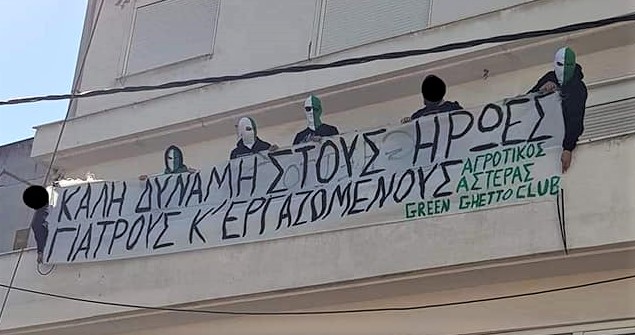 ΚΑΛΗ ΔΥΝΑΜΗ ΣΤΟΥΣ ΗΡΩΕΣ
ΓΙΑΤΡΟΥΣ Κ' ΕΡΓΑΖΟΜΕΝΟΥΣ
ΑΓΡΟΤΙΚΟΣ
ΑΣΤΕΡΑΣ
GREEN GHETTO CLUB